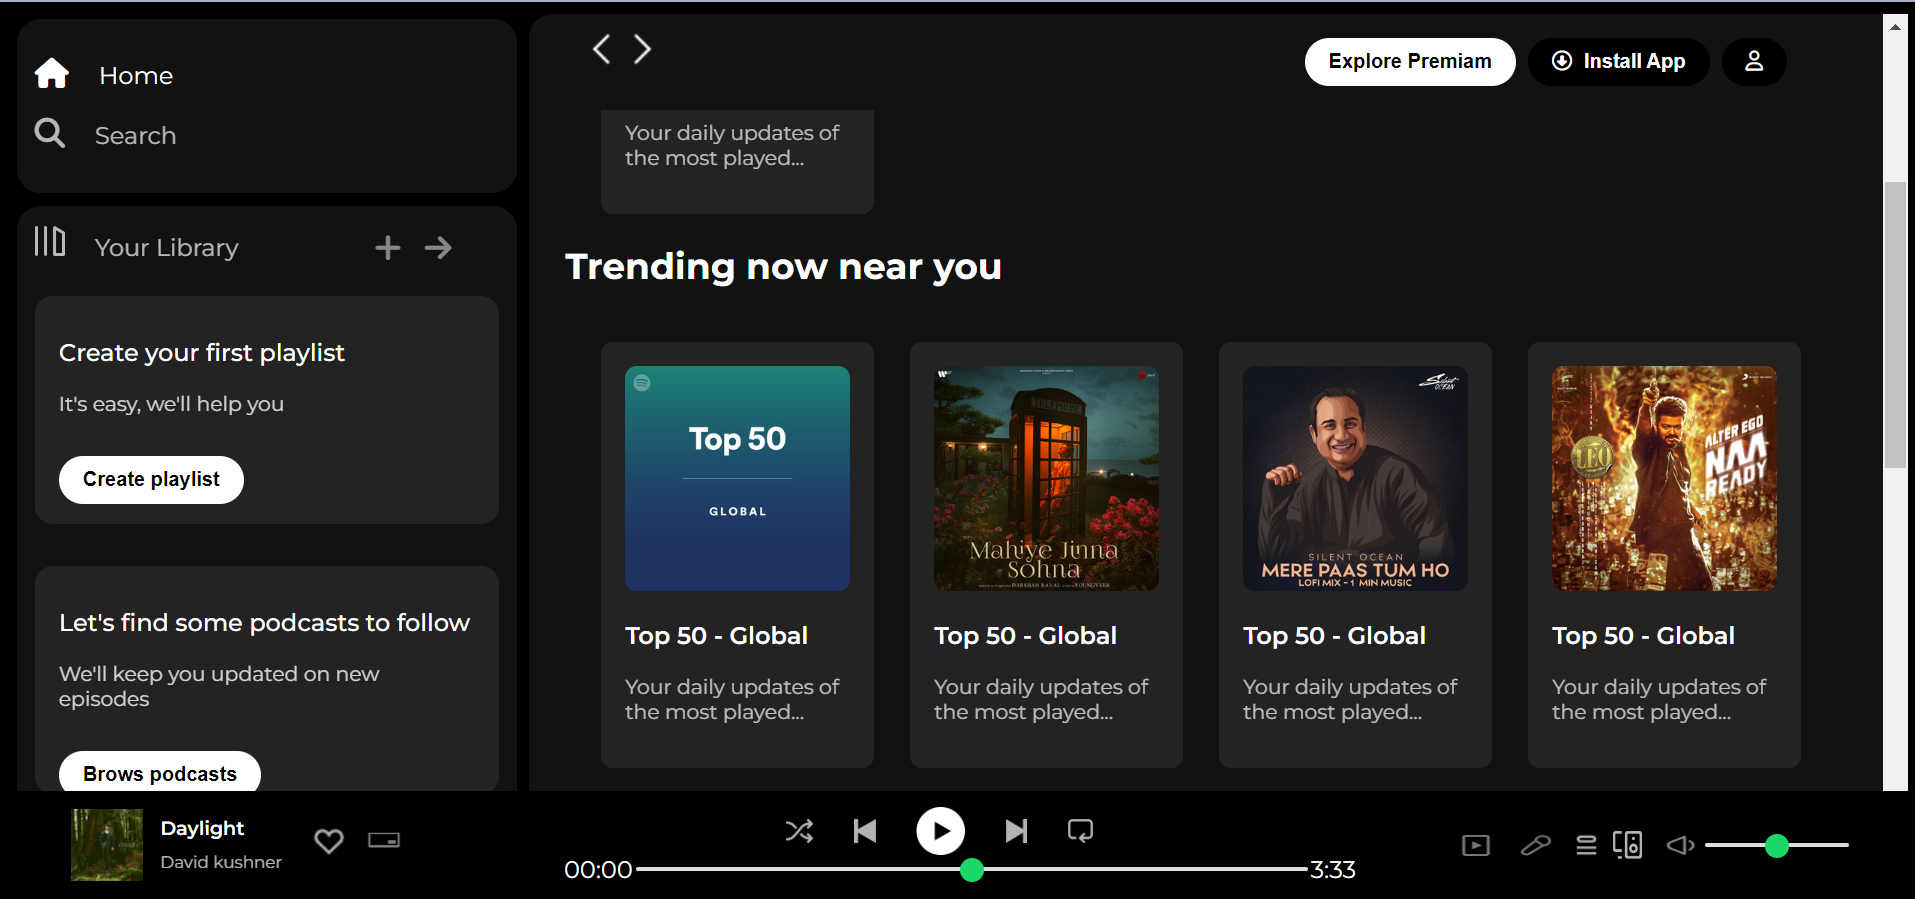 Home
Search
Your Library
Create your first playlist
It's easy, we'll help you
Create playlist
Let's find some podcasts to follow
We'll keep you updated on new
episodes
Brows podcasts
Explore Premiam
Install App
Your daily updates of
the most played...
Trending now near you
Top 50
GLOBAL
Top 50 - Global
Your daily updates of
the most played...
TELEPHONE
Mahiye Jinna
Sohna
DARSHAN RAVAL
YOUNGVEER
Top 50 - Global
Your daily updates of
the most played...
Silent
OCEAN
SILENT OCEAN
MERE PAAS TUM HO
LOFI MIX - 1 MIN MUSIC
Top 50 - Global
Your daily updates of
the most played...
LEO
ALTER EGO
NAA
READY
Top 50 - Global
Your daily updates of
the most played...
Daylight
David kushner
00:00
3:33